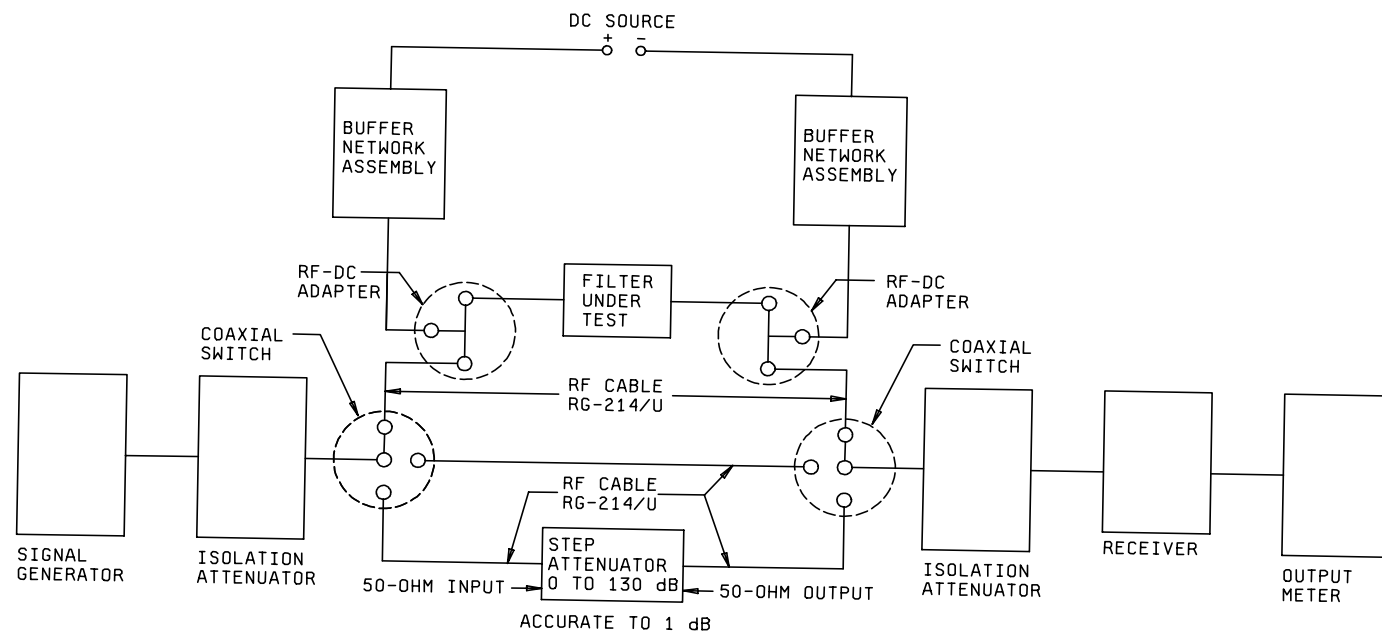 DC SOURCE
+ -
BUFFER
NETWORK
ASSEMBLY
BUFFER
NETWORK
ASSEMBLY
RF-DC
ADAPTER
FILTER
UNDER
TEST
RF-DC
ADAPTER
COAXIAL
SWITCH
COAXIAL
SWITCH
RF CABLE
RG-214/U
RF CABLE
RG-214/U
SIGNAL
GENERATOR
ISOLATION
ATTENUATOR
STEP
ATTENUATOR
0 TO 130 dB
50-OHM INPUT
50-OHM OUTPUT
ACCURATE TO 1 dB
ISOLATION
ATTENUATOR
RECEIVER
OUTPUT
METER